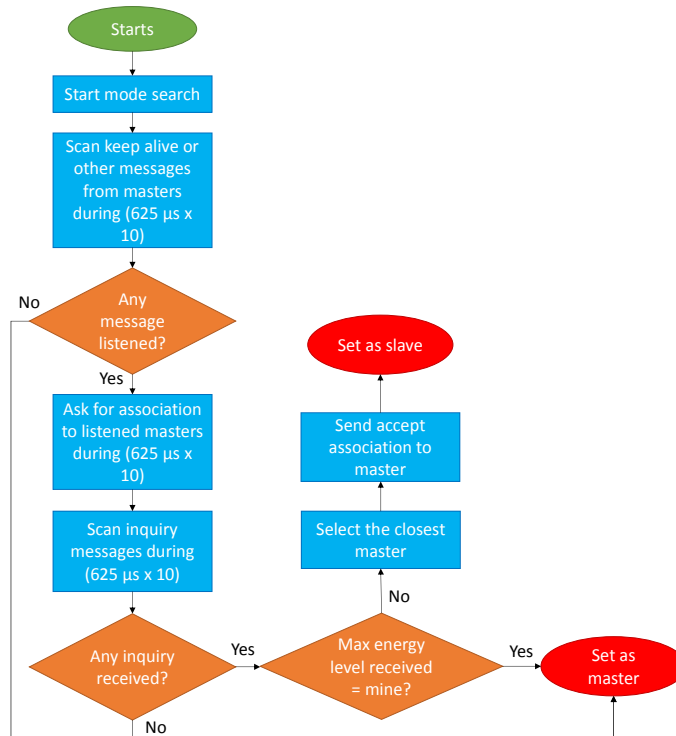 Starts
Start mode search
Scan keep alive or
other messages
from masters
during (625 µs x
10)
No
Any
message
listened?
Yes
Set as slave
Ask for association
to listened masters
during (625 µs x
10)
Send accept
association to
master
Scan inquiry
messages during
(625 µs x 10)
Select the closest
master
No
Any inquiry
received?
Yes
Max energy
level received
= mine?
Yes
Set as
master
No